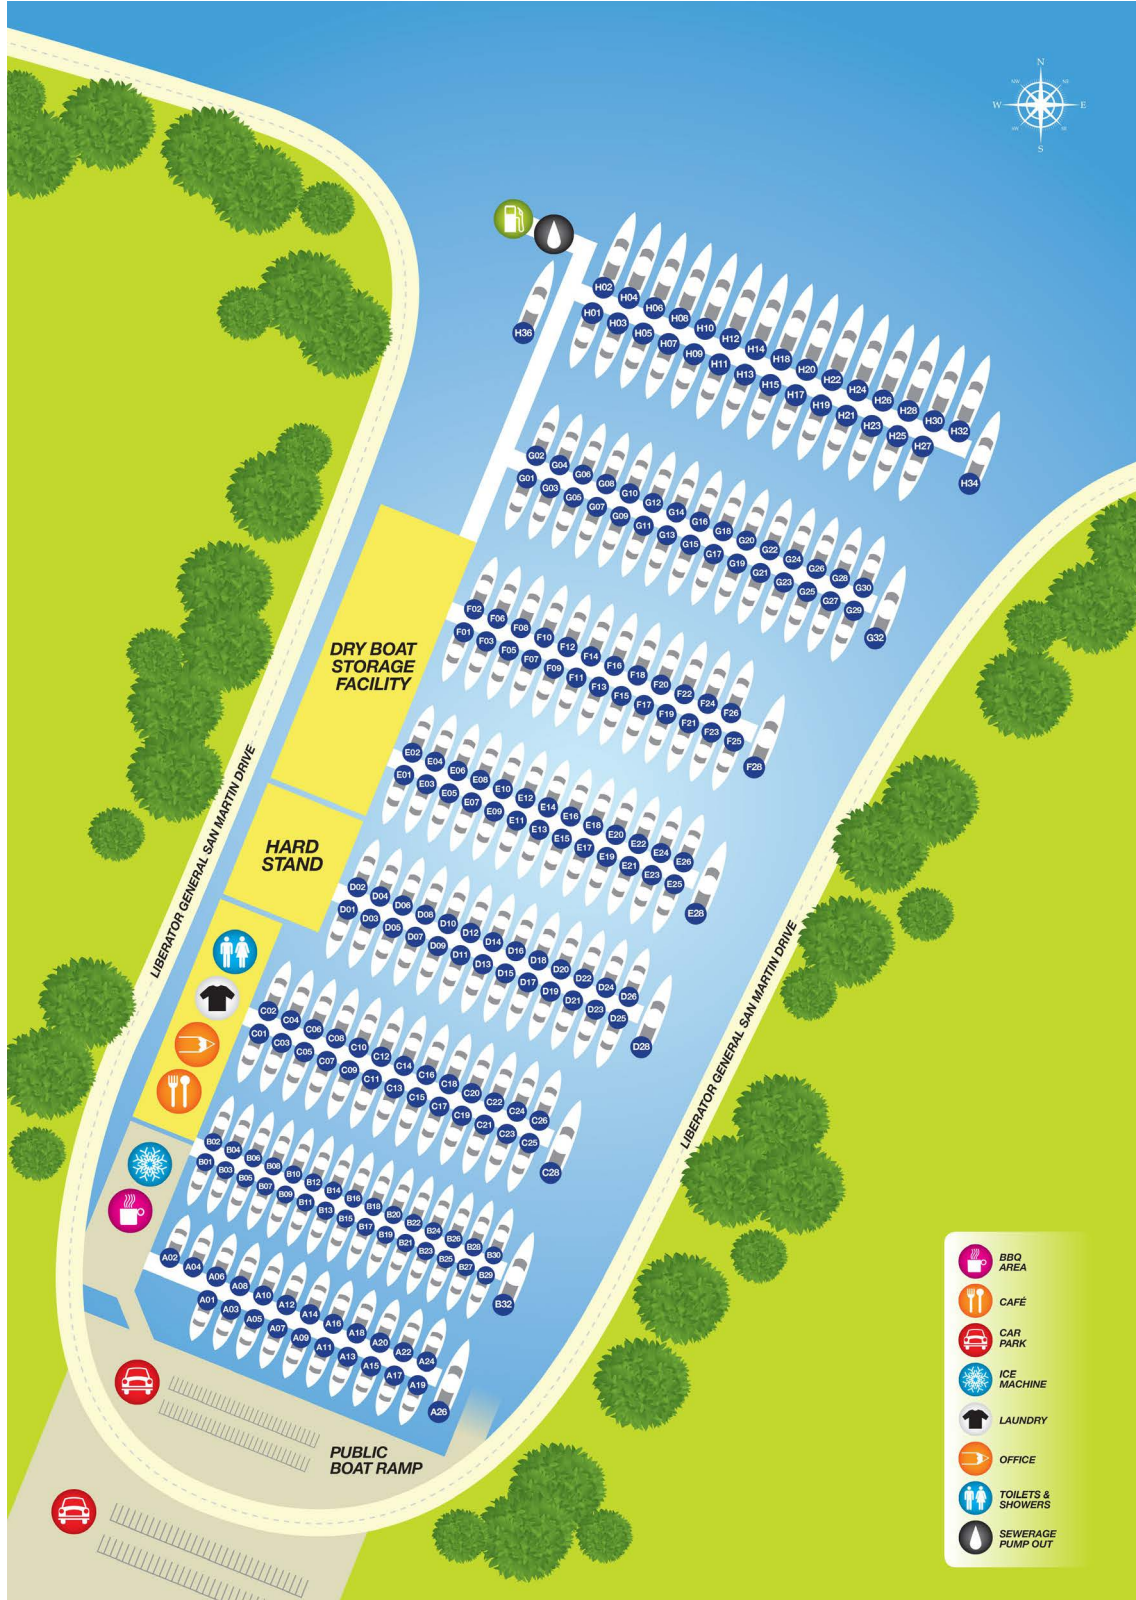 N
NW
NE
W
E
SW
SE
S
H02
H04
H06
H08
H10
H12
H14
H18
H20
H22
H24
H26
H28
H30
H32
H01
H03
H05
H07
H09
H11
H13
H15
H17
H19
H21
H23
H25
H27
H34
H36
G02
G04
G06
G08
G10
G12
G14
G16
G18
G20
G22
G24
G26
G28
G30
G01
G03
G05
G07
G09
G11
G13
G15
G17
G19
G21
G23
G25
G27
G29
G32
F02
F06
F08
F10
F12
F14
F16
F18
F20
F22
F24
F26
F01
F03
F05
F07
F09
F11
F13
F15
F17
F19
F21
F23
F25
F28
DRY BOAT
STORAGE
FACILITY
E02
E04
E06
E08
E10
E12
E14
E16
E18
E20
E22
E24
E26
E01
E03
E05
E07
E09
E11
E13
E15
E17
E19
E21
E23
E25
E28
HARD
STAND
D02
D04
D06
D08
D10
D12
D14
D16
D18
D20
D22
D24
D26
D01
D03
D05
D07
D09
D11
D13
D15
D17
D19
D21
D23
D25
D28
LIBERATOR GENERAL SAN MARTIN DRIVE
LIBERATOR GENERAL SAN MARTIN DRIVE
C02
C04
C06
C08
C10
C12
C14
C16
C18
C20
C22
C24
C26
C01
C03
C05
C07
C09
C11
C13
C15
C17
C19
C21
C23
C25
C28
B02
B04
B06
B08
B10
B12
B14
B16
B18
B20
B22
B24
B26
B28
B30
B01
B03
B05
B07
B09
B11
B13
B15
B17
B19
B21
B23
B25
B27
B29
B32
A02
A04
A06
A08
A10
A12
A14
A16
A18
A20
A22
A24
A01
A03
A05
A07
A09
A11
A13
A15
A17
A19
A26
PUBLIC
BOAT RAMP
BBQ
AREA
CAFÉ
CAR
PARK
ICE
MACHINE
LAUNDRY
OFFICE
TOILETS &
SHOWERS
SEWERAGE
PUMP OUT